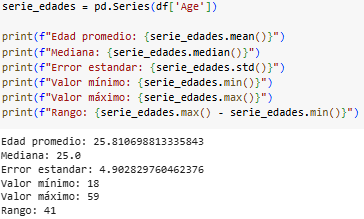 serie_edades = pd.Series(df['Age'])
print(f"Edad promedio: {serie_edades.mean()}")
print(f"Mediana: {serie_edades.median()}")
print(f"Error estandar: {serie_edades.std()}")
print(f"Valor mínimo: {serie_edades.min()}")
print(f"Valor máximo: {serie_edades.max()}")
print(f"Rango: {serie_edades.max() - serie_edades.min()}")
Edad promedio: 25.810698813335843
Mediana: 25.0
Error estandar: 4.902829760462376
Valor mínimo: 18
Valor máximo: 59
Rango: 41